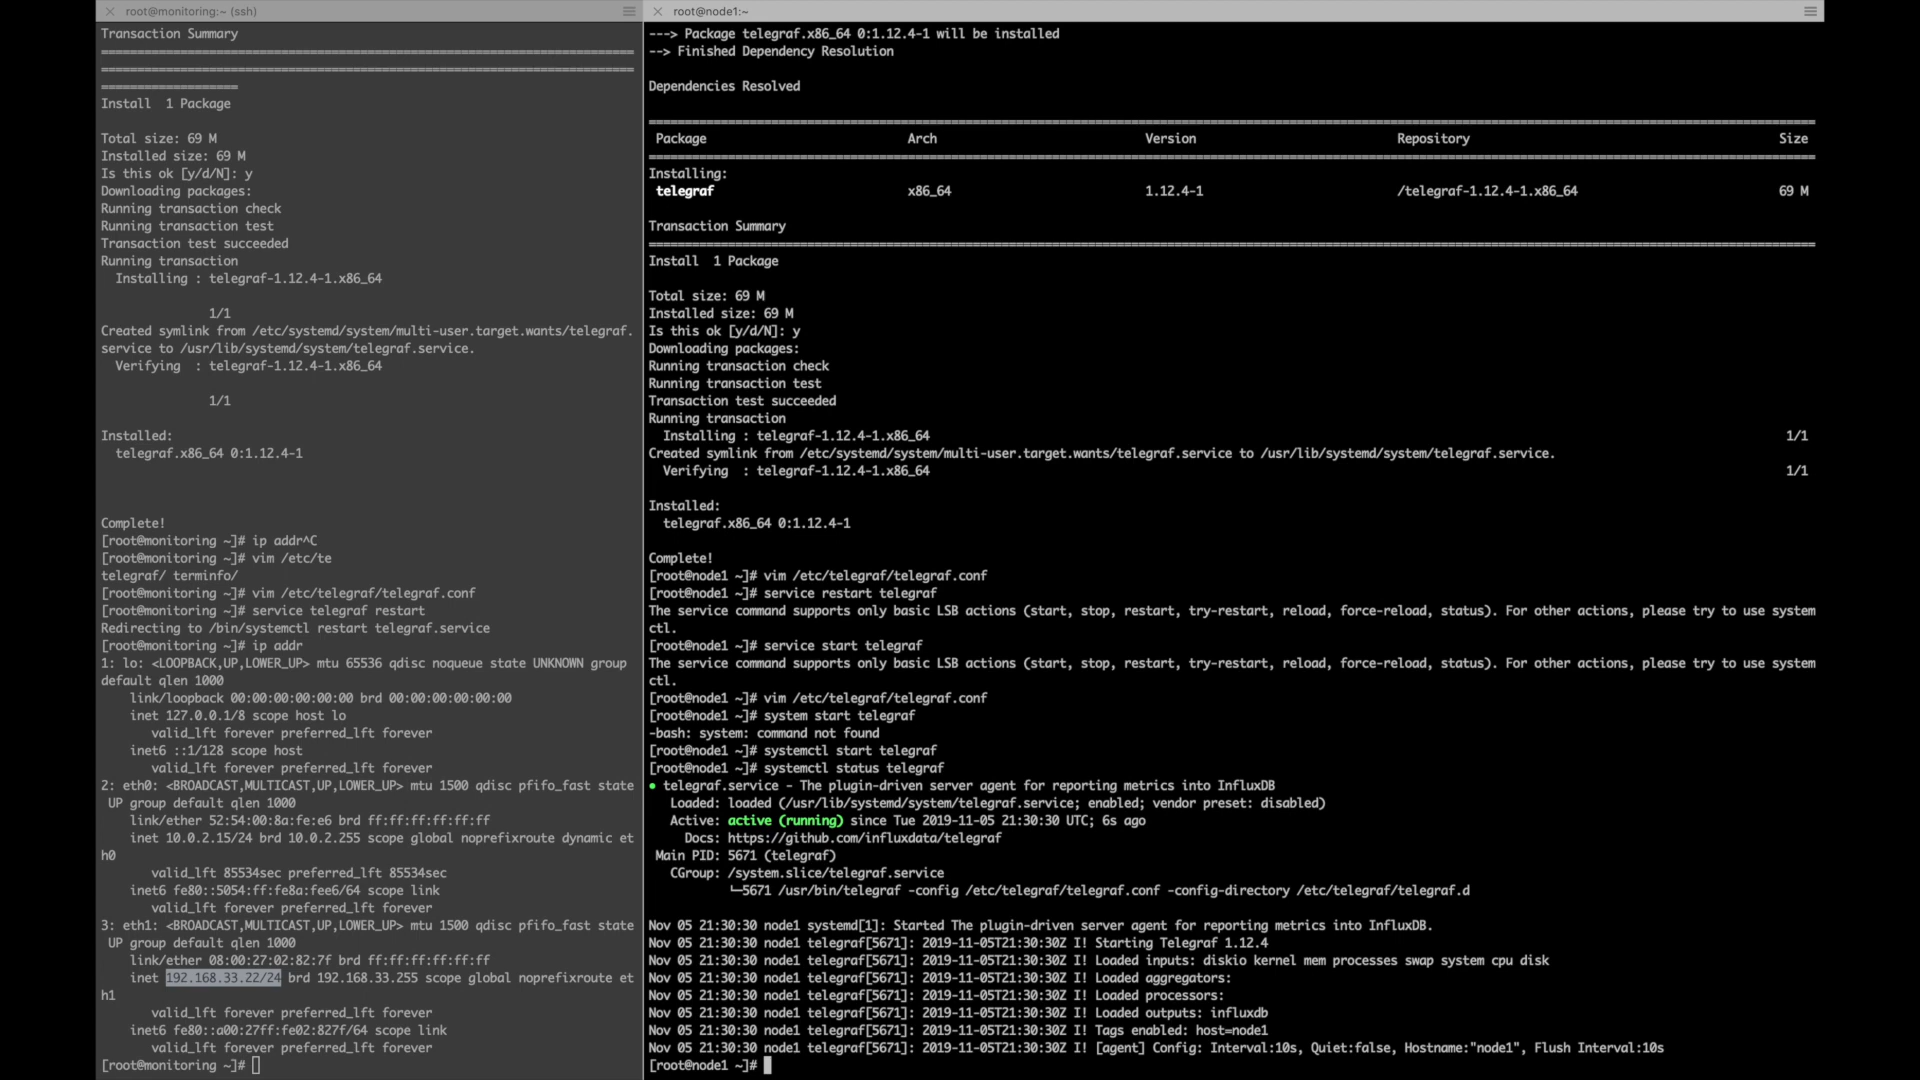 root@monitoring:~ (ssh)
Transaction Summary
Install  1 Package
Total size: 69 M
Installed size: 69 M
Is this ok [y/d/N]: y
Downloading packages:
Running transaction check
Running transaction test
Transaction test succeeded
Running transaction
  Installing : telegraf-1.12.4-1.x86_64
1/1
Created symlink from /etc/systemd/system/multi-user.target.wants/telegraf.
service to /usr/lib/systemd/system/telegraf.service.
  Verifying  : telegraf-1.12.4-1.x86_64
1/1
Installed:
  telegraf.x86_64 0:1.12.4-1
Complete!
[root@monitoring ~]# ip addr^C
[root@monitoring ~]# vim /etc/te
telegraf/ terminfo/
[root@monitoring ~]# vim /etc/telegraf/telegraf.conf
[root@monitoring ~]# service telegraf restart
Redirecting to /bin/systemctl restart telegraf.service
[root@monitoring ~]# ip addr
1: lo: <LOOPBACK,UP,LOWER_UP> mtu 65536 qdisc noqueue state UNKNOWN group
default qlen 1000
    link/loopback 00:00:00:00:00:00 brd 00:00:00:00:00:00
    inet 127.0.0.1/8 scope host lo
       valid_lft forever preferred_lft forever
    inet6 ::1/128 scope host
       valid_lft forever preferred_lft forever
2: eth0: <BROADCAST,MULTICAST,UP,LOWER_UP> mtu 1500 qdisc pfifo_fast state
 UP group default qlen 1000
    link/ether 52:54:00:8a:fe:e6 brd ff:ff:ff:ff:ff:ff
    inet 10.0.2.15/24 brd 10.0.2.255 scope global noprefixroute dynamic et
h0
       valid_lft 85534sec preferred_lft 85534sec
    inet6 fe80::5054:ff:fe8a:fee6/64 scope link
       valid_lft forever preferred_lft forever
3: eth1: <BROADCAST,MULTICAST,UP,LOWER_UP> mtu 1500 qdisc pfifo_fast state
 UP group default qlen 1000
    link/ether 08:00:27:02:82:7f brd ff:ff:ff:ff:ff:ff
    inet 192.168.33.22/24 brd 192.168.33.255 scope global noprefixroute et
h1
       valid_lft forever preferred_lft forever
    inet6 fe80::a00:27ff:fe02:827f/64 scope link
       valid_lft forever preferred_lft forever
[root@monitoring ~]#
root@node1:~
---> Package telegraf.x86_64 0:1.12.4-1 will be installed
--> Finished Dependency Resolution
Dependencies Resolved
Package Arch Version Repository Size
Installing:
telegraf x86_64 1.12.4-1 /telegraf-1.12.4-1.x86_64 69 M
Transaction Summary
Install  1 Package
Total size: 69 M
Installed size: 69 M
Is this ok [y/d/N]: y
Downloading packages:
Running transaction check
Running transaction test
Transaction test succeeded
Running transaction
  Installing : telegraf-1.12.4-1.x86_64 1/1
Created symlink from /etc/systemd/system/multi-user.target.wants/telegraf.service to /usr/lib/systemd/system/telegraf.service.
  Verifying  : telegraf-1.12.4-1.x86_64 1/1
Installed:
  telegraf.x86_64 0:1.12.4-1
Complete!
[root@node1 ~]# vim /etc/telegraf/telegraf.conf
[root@node1 ~]# service restart telegraf
The service command supports only basic LSB actions (start, stop, restart, try-restart, reload, force-reload, status). For other actions, please try to use system
ctl.
[root@node1 ~]# service start telegraf
The service command supports only basic LSB actions (start, stop, restart, try-restart, reload, force-reload, status). For other actions, please try to use system
ctl.
[root@node1 ~]# vim /etc/telegraf/telegraf.conf
[root@node1 ~]# system start telegraf
-bash: system: command not found
[root@node1 ~]# systemctl start telegraf
[root@node1 ~]# systemctl status telegraf
● telegraf.service - The plugin-driven server agent for reporting metrics into InfluxDB
   Loaded: loaded (/usr/lib/systemd/system/telegraf.service; enabled; vendor preset: disabled)
   Active: active (running) since Tue 2019-11-05 21:30:30 UTC; 6s ago
     Docs: https://github.com/influxdata/telegraf
 Main PID: 5671 (telegraf)
   CGroup: /system.slice/telegraf.service
           └─5671 /usr/bin/telegraf -config /etc/telegraf/telegraf.conf -config-directory /etc/telegraf/telegraf.d
Nov 05 21:30:30 node1 systemd[1]: Started The plugin-driven server agent for reporting metrics into InfluxDB.
Nov 05 21:30:30 node1 telegraf[5671]: 2019-11-05T21:30:30Z I! Starting Telegraf 1.12.4
Nov 05 21:30:30 node1 telegraf[5671]: 2019-11-05T21:30:30Z I! Loaded inputs: diskio kernel mem processes swap system cpu disk
Nov 05 21:30:30 node1 telegraf[5671]: 2019-11-05T21:30:30Z I! Loaded aggregators:
Nov 05 21:30:30 node1 telegraf[5671]: 2019-11-05T21:30:30Z I! Loaded processors:
Nov 05 21:30:30 node1 telegraf[5671]: 2019-11-05T21:30:30Z I! Loaded outputs: influxdb
Nov 05 21:30:30 node1 telegraf[5671]: 2019-11-05T21:30:30Z I! Tags enabled: host=node1
Nov 05 21:30:30 node1 telegraf[5671]: 2019-11-05T21:30:30Z I! [agent] Config: Interval:10s, Quiet:false, Hostname:"node1", Flush Interval:10s
[root@node1 ~]#